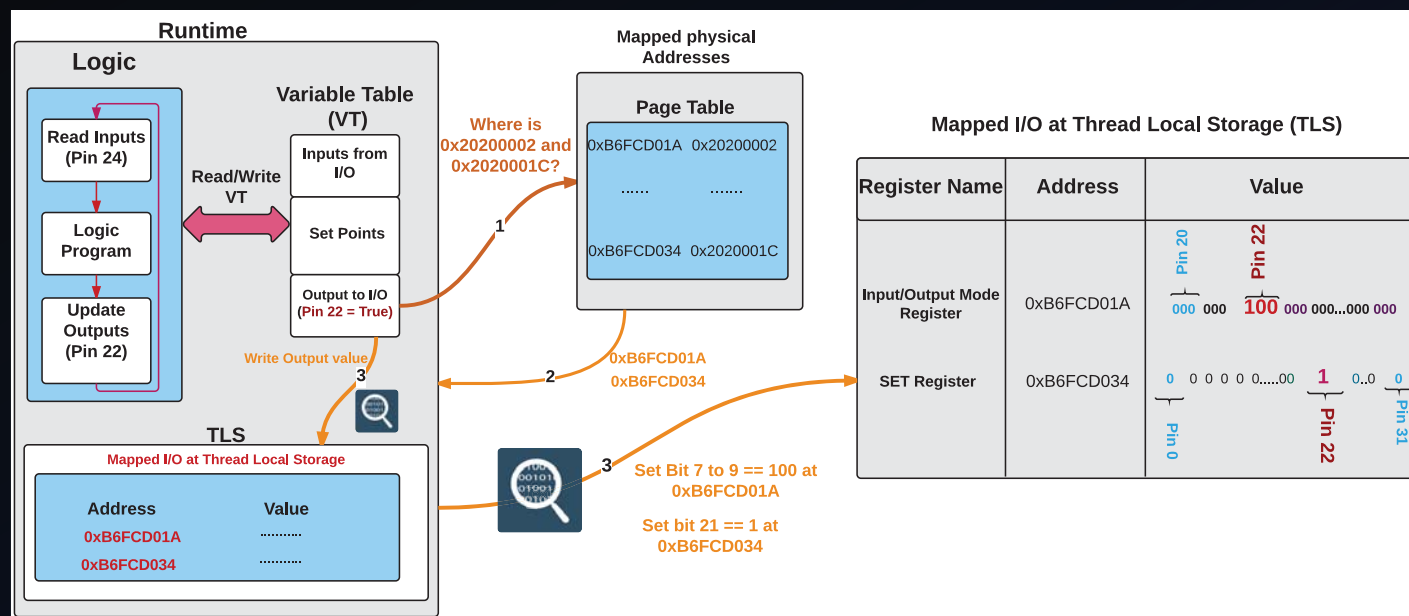 Runtime
Logic
Read Inputs
(Pin 24)
Logic
Program
Update
Outputs
(Pin 22)
Read/Write
VT
Variable Table
(VT)
Inputs from
I/O
Set Points
Output to I/O
(Pin 22 = True)
Write Output value
3
TLS
Mapped I/O at Thread Local Storage
Address Value
0xB6FCD01A ..........
0xB6FCD034 ..........
Where is
0x20200002 and
0x2020001C?
1
Mapped physical
Addresses
Page Table
0xB6FCD01A 0x20200002
...... .......
0xB6FCD034 0x2020001C
2
0xB6FCD01A
0xB6FCD034
3
Set Bit 7 to 9 == 100 at
0xB6FCD01A
Set bit 21 == 1 at
0xB6FCD034
Mapped I/O at Thread Local Storage (TLS)
Register Name Address Value
Pin 20 Pin 22
Input/Output Mode
Register
0xB6FCD01A
000 000 100 000 000...000 000
SET Register
0xB6FCD034
0 0 0 0 0 0.....00 1 0..0 0
Pin 0 Pin 22 Pin 31